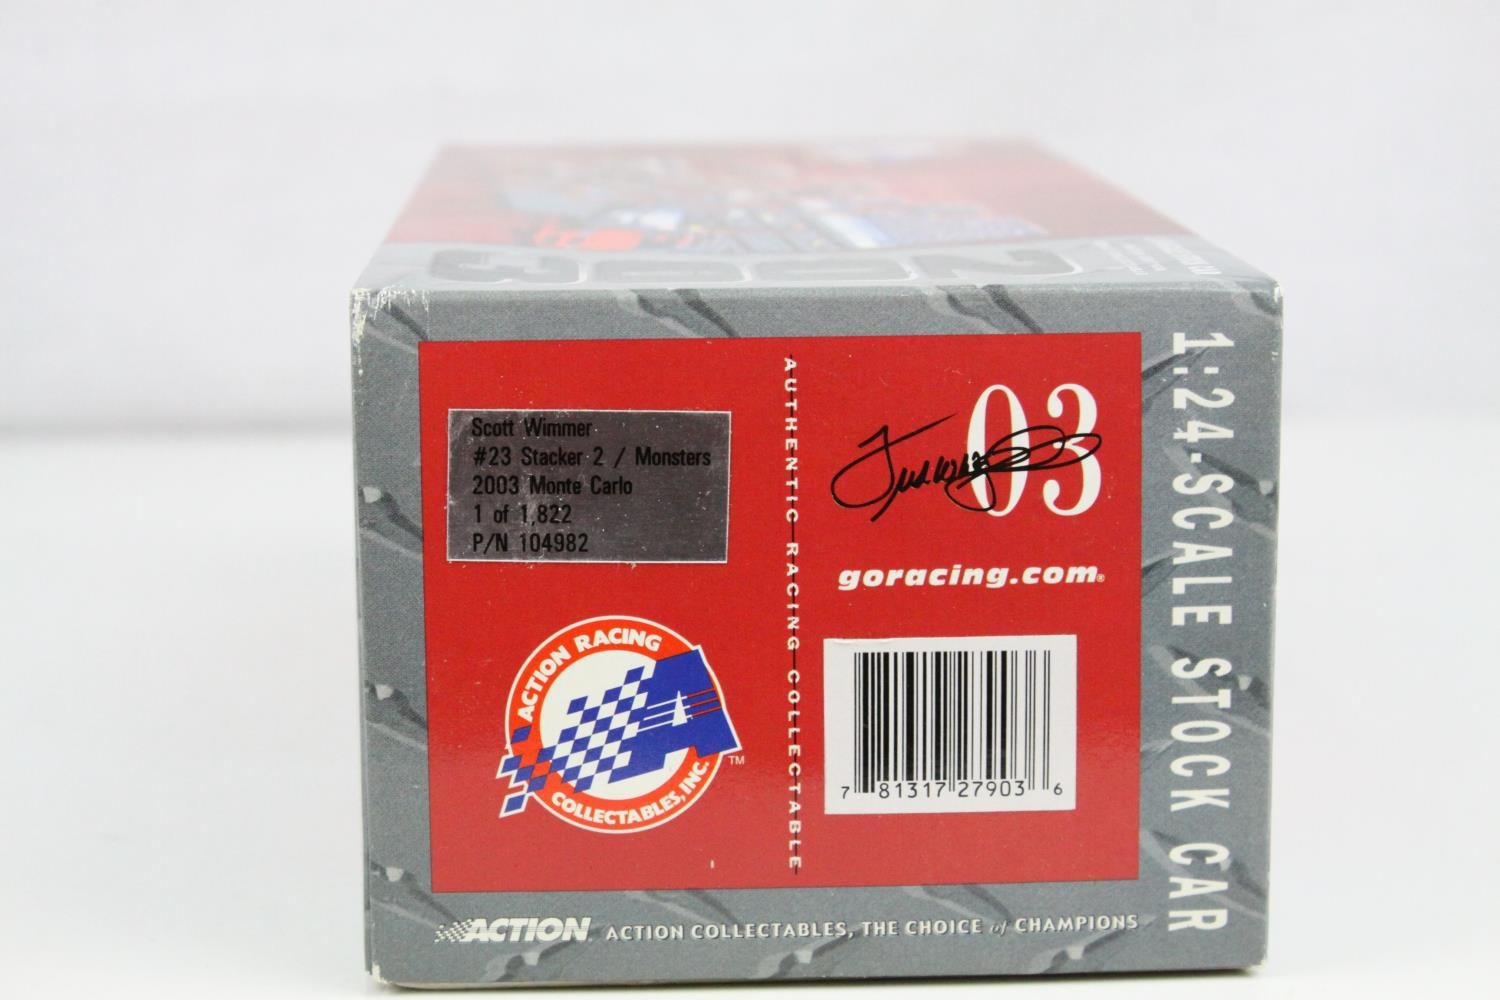 2003
Scott Wimmer
#23 Stacker 2 / Monsters
2003 Monte Carlo
1 of 1,822
P/N 104982
ACTION RACING
COLLECTABLES, INC.
TM
AUTHENTIC RACING COLLECTABLE
03
goracing.com®
7 81317 27903 6
1:24-SCALE STOCK CAR
ACTION ACTION COLLECTABLES, THE CHOICE of CHAMPIONS